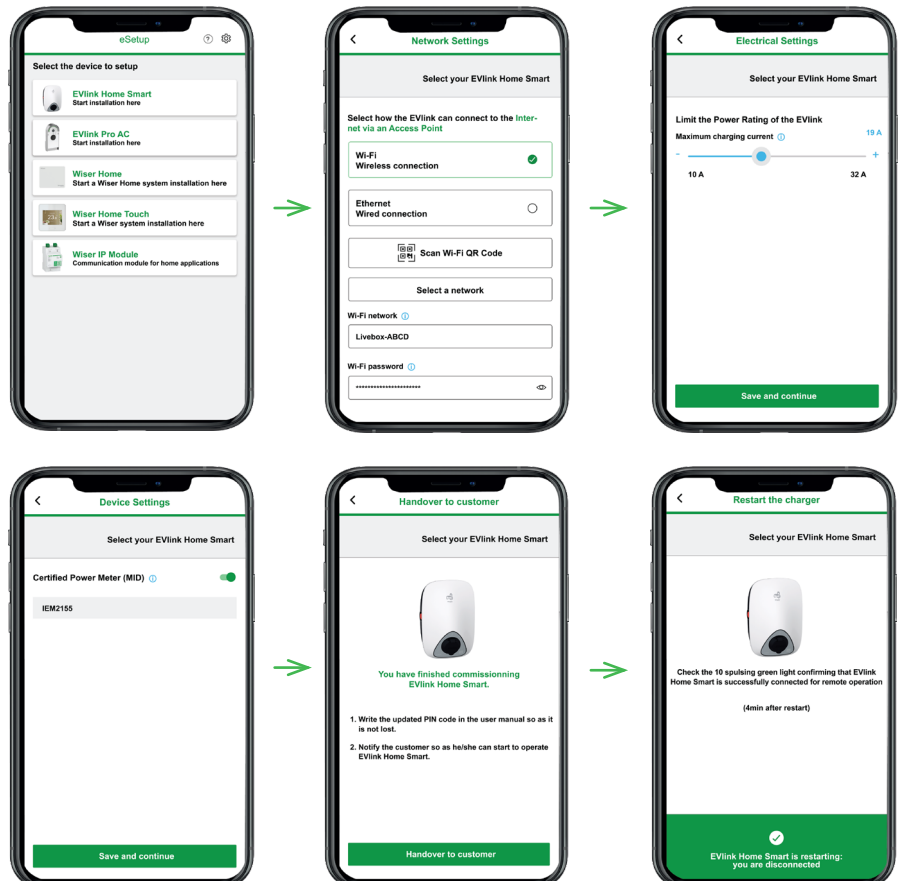 eSetup
?
Select the device to setup
EVlink Home Smart
Start installation here
EVlink Pro AC
Start installation here
Wiser Home
Start a Wiser Home system installation here
Wiser Home Touch
Start a Wiser system installation here
Wiser IP Module
Communication module for home applications
Network Settings
Select your EVlink Home Smart
Select how the EVlink can connect to the Inter-
net via an Access Point
Wi-Fi
Wireless connection
Ethernet
Wired connection
Scan Wi-Fi QR Code
Select a network
Wi-Fi network i
Livebox-ABCD
Wi-Fi password i
**********************
Electrical Settings
Select your EVlink Home Smart
Limit the Power Rating of the EVlink
Maximum charging current i 19 A
- +
10 A 32 A
Save and continue
Device Settings
Select your EVlink Home Smart
Certified Power Meter (MID) i
IEM2155
Save and continue
Handover to customer
Select your EVlink Home Smart
You have finished commissionning
EVlink Home Smart.
1. Write the updated PIN code in the user manual so as it
is not lost.
2. Notify the customer so as he/she can start to operate
EVlink Home Smart.
Handover to customer
Restart the charger
Select your EVlink Home Smart
Check the 10 spulsing green light confirming that EVlink
Home Smart is successfully connected for remote operation
(4min after restart)
EVlink Home Smart is restarting:
you are disconnected